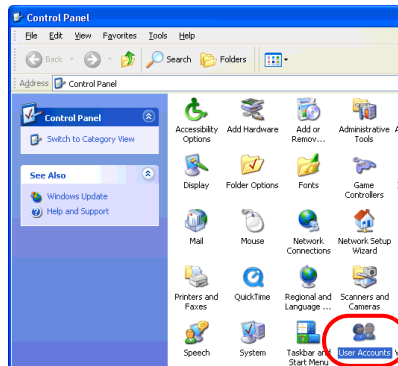 Control Panel
File Edit View Favorites Tools Help
Back Search Folders
Address Control Panel
Control Panel
Switch to Category View
See Also
Windows Update
Help and Support
Accessibility Options
Add Hardware
Add or Remov...
Administrative Tools
Display
Folder Options
Fonts
Game Controllers
Mail
Mouse
Network Connections
Network Setup Wizard
Printers and Faxes
QuickTime
Regional and Language ...
Scanners and Cameras
Speech
System
Taskbar and Start Menu
User Accounts